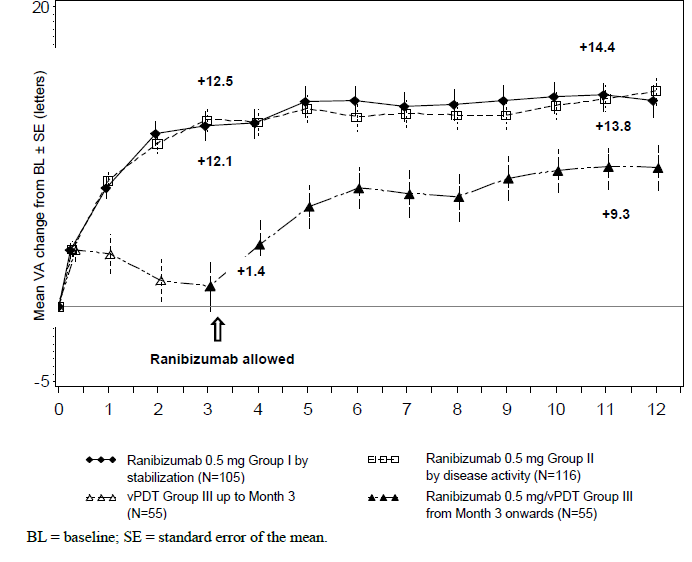 20
+14.4
+12.5
+13.8
+12.1
+9.3
+1.4
Mean VA change from BL ± SE (letters)
Ranibizumab allowed
-5
0 1 2 3 4 5 6 7 8 9 10 11 12
Ranibizumab 0.5 mg Group I by
stabilization (N=105)
Ranibizumab 0.5 mg Group II
by disease activity (N=116)
vPDT Group III up to Month 3
(N=55)
Ranibizumab 0.5 mg/vPDT Group III
from Month 3 onwards (N=55)
BL = baseline; SE = standard error of the mean.